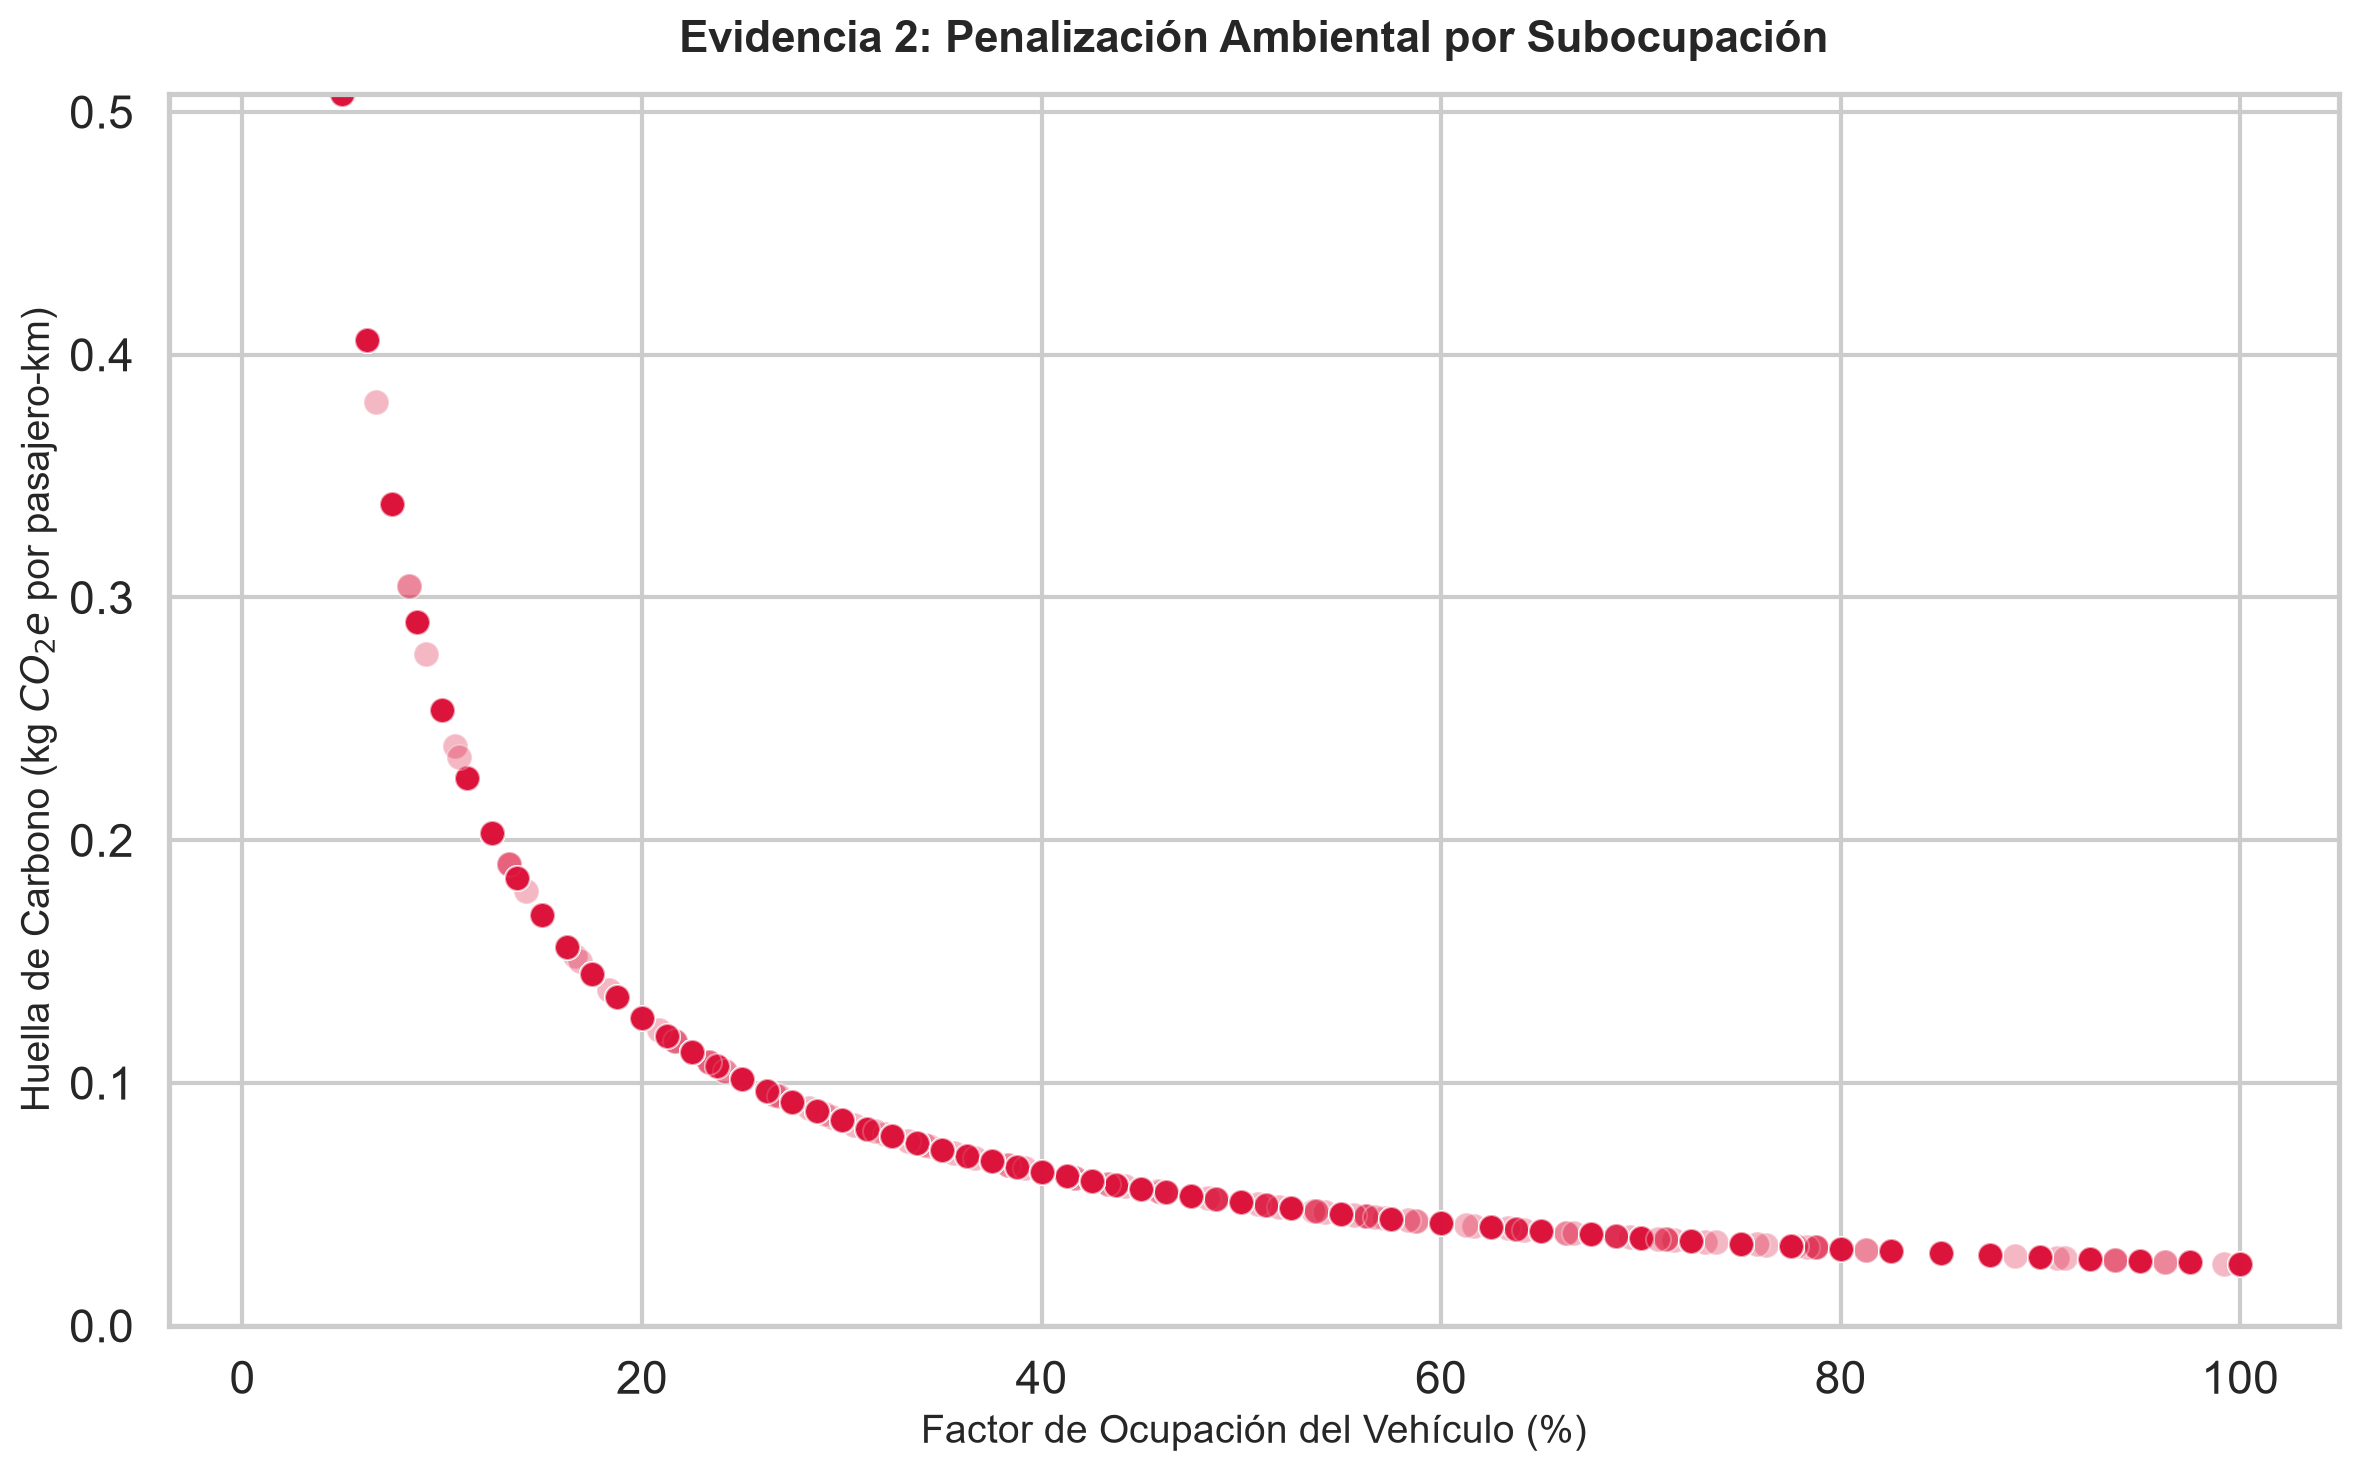 Evidencia 2: Penalización Ambiental por Subocupación
Huella de Carbono (kg CO₂e por pasajero-km)
0.5
0.4
0.3
0.2
0.1
0.0
0 20 40 60 80 100
Factor de Ocupación del Vehículo (%)